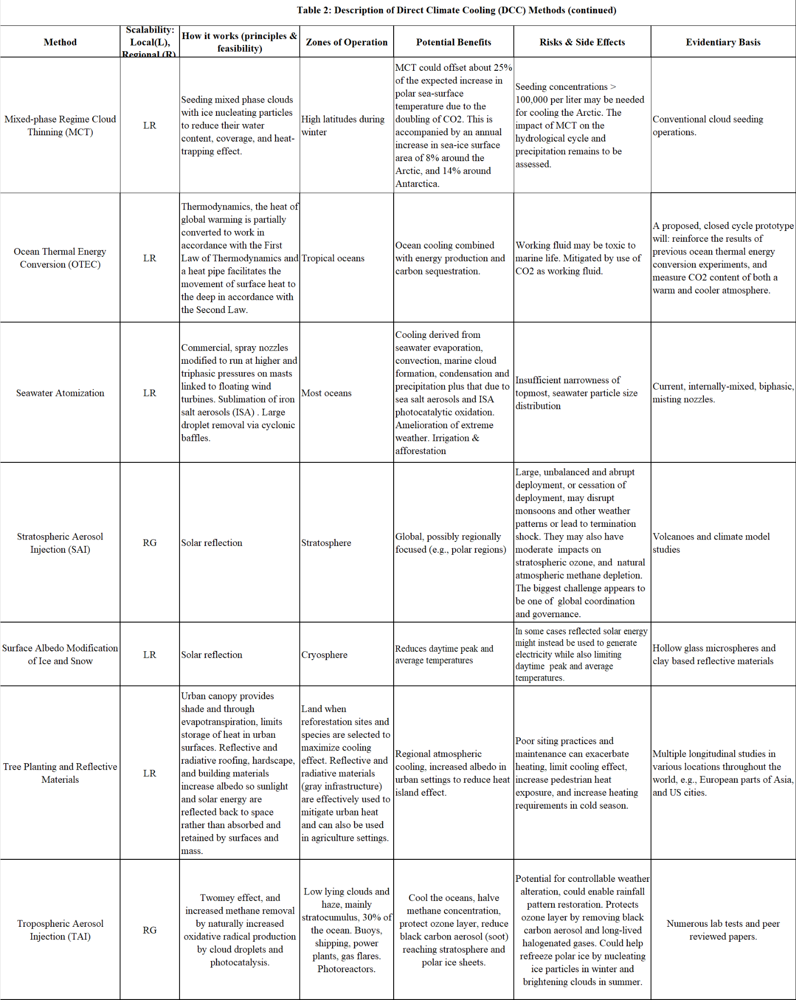 Table 2: Description of Direct Climate Cooling (DCC) Methods (continued)
Method
Scalability:
Local(L),
Regional (R)
How it works (principles &
feasibility)
Zones of Operation
Potential Benefits
Risks & Side Effects
Evidentiary Basis
Mixed-phase Regime Cloud
Thinning (MCT)
LR
Seeding mixed phase clouds
with ice nucleating particles
to reduce their water
content, coverage, and heat-
trapping effect.
High latitudes during
winter
MCT could offset about 25%
of the expected increase in
polar sea-surface
temperature due to the
doubling of CO2. This is
accompanied by an annual
increase in sea-ice surface
area of 8% around the
Arctic, and 14% around
Antarctica.
Seeding concentrations >
100,000 per liter may be needed
for cooling the Arctic. The
impact of MCT on the
hydrological cycle and
precipitation remains to be
assessed.
Conventional cloud seeding
operations.
Ocean Thermal Energy
Conversion (OTEC)
LR
Thermodynamics, the heat of
global warming is partially
converted to work in
accordance with the First
Law of Thermodynamics and
a heat pipe facilitates the
movement of surface heat to
the deep in accordance with
the Second Law.
Tropical oceans
Ocean cooling combined
with energy production and
carbon sequestration.
Working fluid may be toxic to
marine life. Mitigated by use of
CO2 as working fluid.
A proposed, closed cycle prototype
will: reinforce the results of
previous ocean thermal energy
conversion experiments, and
measure CO2 content of both a
warm and cooler atmosphere.
Seawater Atomization
LR
Commercial, spray nozzles
modified to run at higher and
triphasic pressures on masts
linked to floating wind
turbines. Sublimation of iron
salt aerosols (ISA) . Large
droplet removal via cyclonic
baffles.
Most oceans
Cooling derived from
seawater evaporation,
convection, marine cloud
formation, condensation and
precipitation plus that due to
sea salt aerosols and ISA
photocatalytic oxidation.
Amelioration of extreme
weather. Irrigation &
afforestation
Insufficient narrowness of
topmost, seawater particle size
distribution
Current, internally-mixed, biphasic,
misting nozzles.
Stratospheric Aerosol
Injection (SAI)
RG
Solar reflection
Stratosphere
Global, possibly regionally
focused (e.g., polar regions)
Large, unbalanced and abrupt
deployment, or cessation of
deployment, may disrupt
monsoons and other weather
patterns or lead to termination
shock. They may also have
moderate  impacts on
stratospheric ozone, and  natural
atmospheric methane depletion.
The biggest challenge appears to
be one of  global coordination
and governance.
Volcanoes and climate model
studies
Surface Albedo Modification
of Ice and Snow
LR
Solar reflection
Cryosphere
Reduces daytime peak and
average temperatures
In some cases reflected solar energy
might instead be used to generate
electricity while also limiting
daytime  peak and average
temperatures.
Hollow glass microspheres and
clay based reflective materials
Tree Planting and Reflective
Materials
LR
Urban canopy provides
shade and through
evapotranspiration, limits
storage of heat in urban
surfaces. Reflective and
radiative roofing, hardscape,
and building materials
increase albedo so sunlight
and solar energy are
reflected back to space
rather than absorbed and
retained by surfaces and
mass.
Land when
reforestation sites and
species are selected to
maximize cooling
effect. Reflective and
radiative materials
(gray infrastructure)
are effectively used to
mitigate urban heat
and can also be used
in agriculture settings.
Regional atmospheric
cooling, increased albedo in
urban settings to reduce heat
island effect.
Poor siting practices and
maintenance can exacerbate
heating, limit cooling effect,
increase pedestrian heat
exposure, and increase heating
requirements in cold season.
Multiple longitudinal studies in
various locations throughout the
world, e.g., European parts of Asia,
and US cities.
Tropospheric Aerosol
Injection (TAI)
RG
Twomey effect, and
increased methane removal
by naturally increased
oxidative radical production
by cloud droplets and
photocatalysis.
Low lying clouds and
haze, mainly
stratocumulus, 30% of
the ocean. Buoys,
shipping, power
plants, gas flares.
Photoreactors.
Cool the oceans, halve
methane concentration,
protect ozone layer, reduce
black carbon aerosol (soot)
reaching stratosphere and
polar ice sheets.
Potential for controllable weather
alteration, could enable rainfall
pattern restoration. Protects
ozone layer by removing black
carbon aerosol and long-lived
halogenated gases. Could help
refreeze polar ice by nucleating
ice particles in winter and
brightening clouds in summer.
Numerous lab tests and peer
reviewed papers.